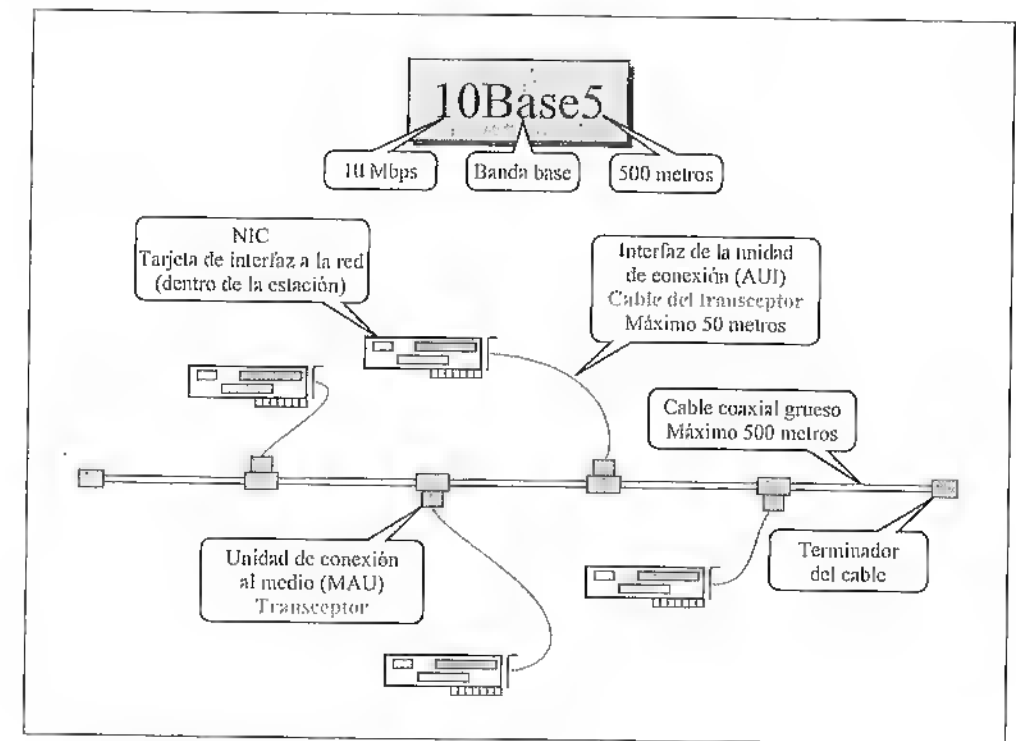 10Base5
10 Mbps
Banda base
500 metros
NIC
Tarjeta de interfaz a la red
(dentro de la estación)
Interfaz de la unidad
de conexión (AUI)
Cable del transceptor
Máximo 50 metros
Cable coaxial grueso
Máximo 500 metros
Unidad de conexión
al medio (MAU)
Transceptor
Terminador
del cable